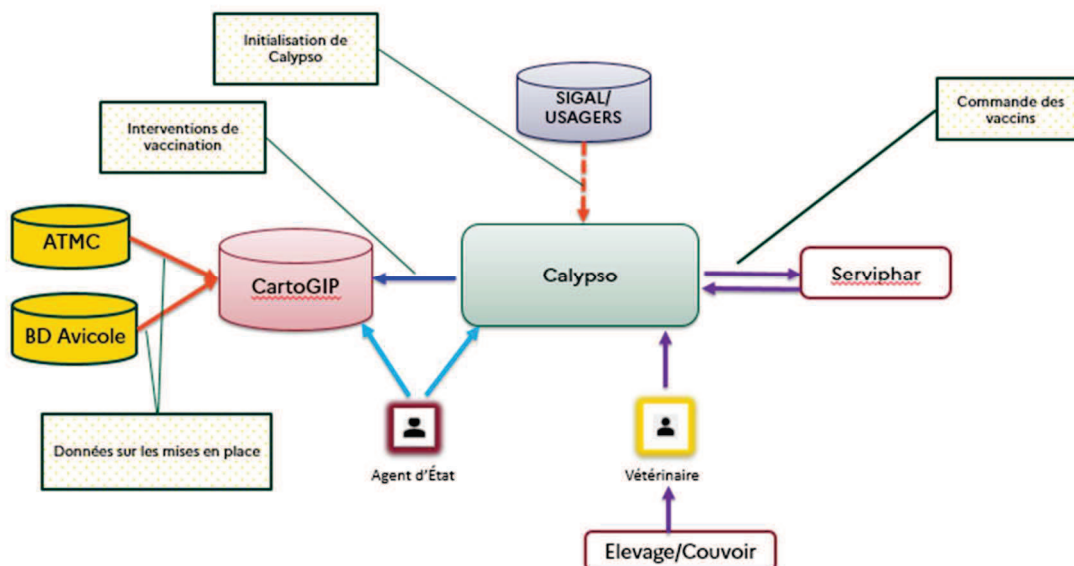 Initialisation de
Calypso
SIGAL/
USAGERS
Commande des
vaccins
Interventions de
vaccination
ATMC
CartoGIP
Calypso
Serviphar
BD Avicole
Données sur les mises en place
Agent d'État
Vétérinaire
Elevage/Couvoir